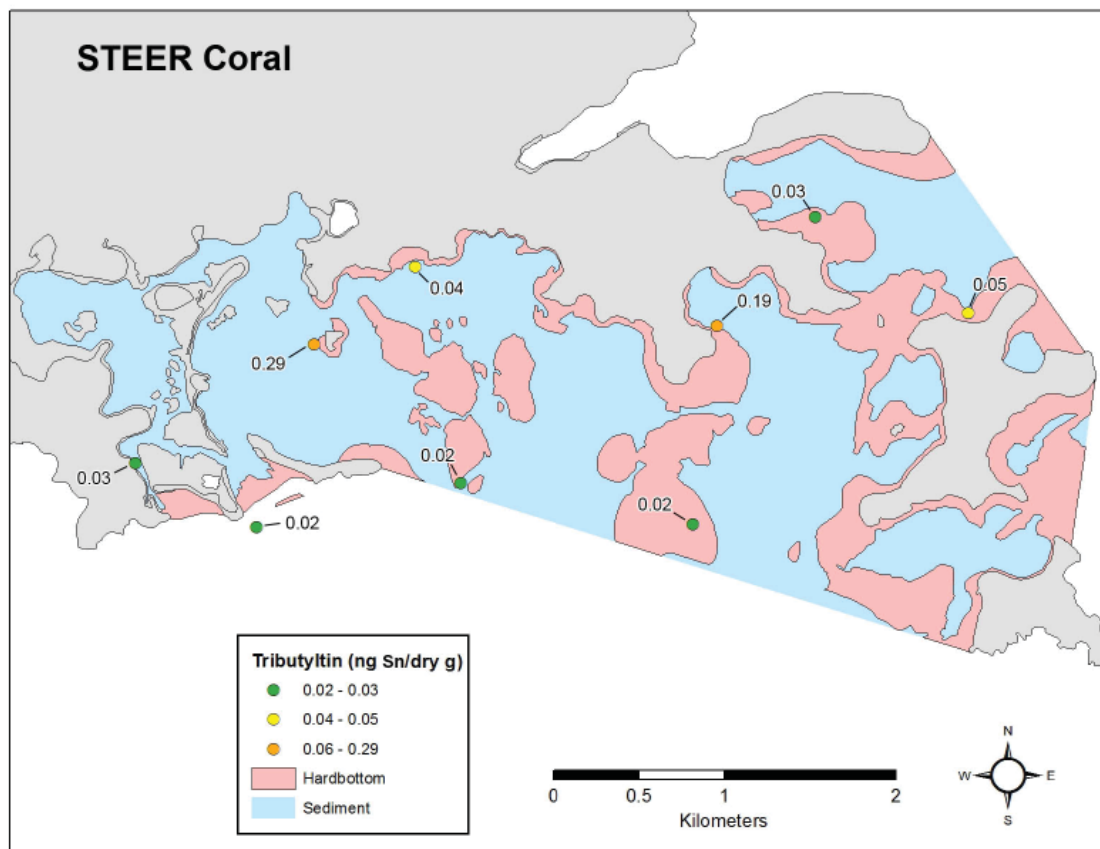 STEER Coral
0.03
0.05
0.04
0.19
0.29
0.03
0.02
0.02
0.02
Tributyltin (ng Sn/dry g)
0.02 - 0.03
0.04 - 0.05
0.06 - 0.29
Hardbottom
Sediment
0 0.5 1 2
Kilometers
N
W E
S